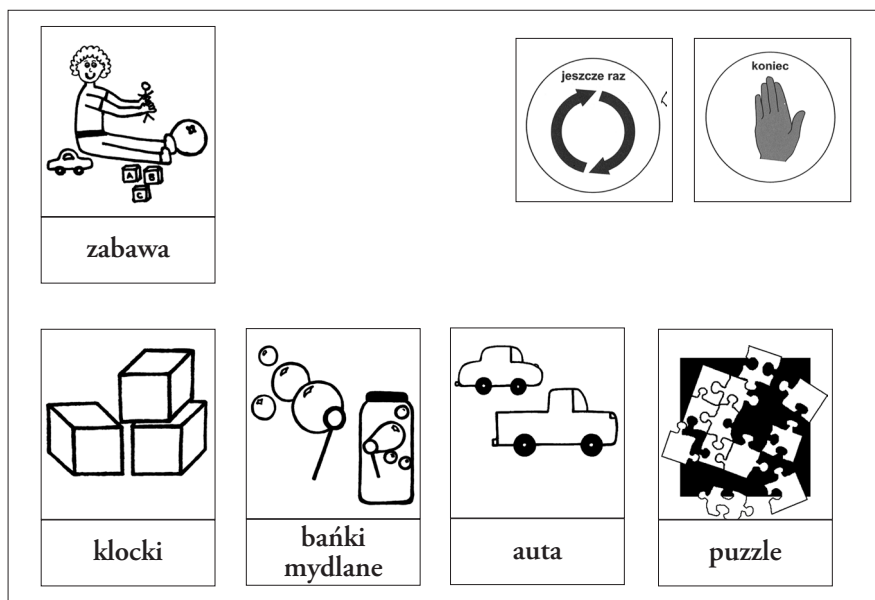 jeszcze raz
koniec
A B
C
zabawa
klocki
bańki
mydlane
auta
puzzle